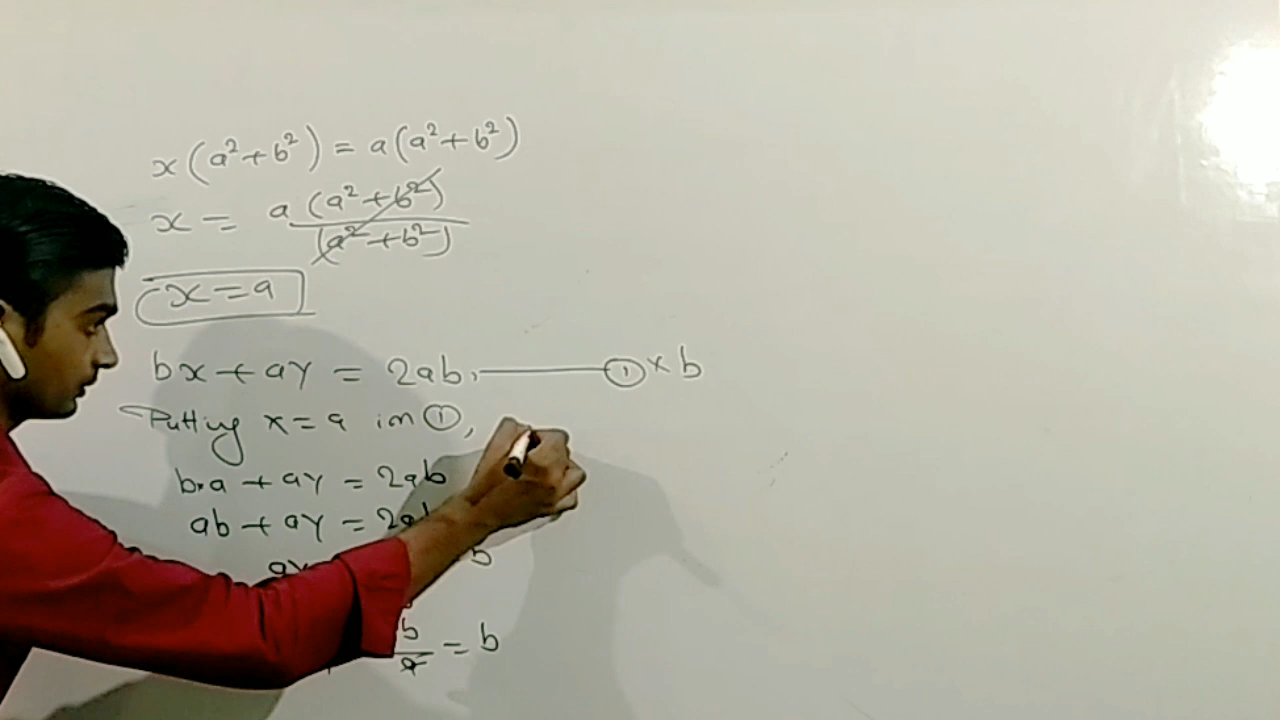 x(a²+b²) = a(a²+b²)
x = a (a²+b²) / (a²+b²)
x = a
bx + ay = 2ab, ① × b
Putting x = a in ①,
b.a + ay = 2ab
ab + ay = 2ab
ay b
b / a = b